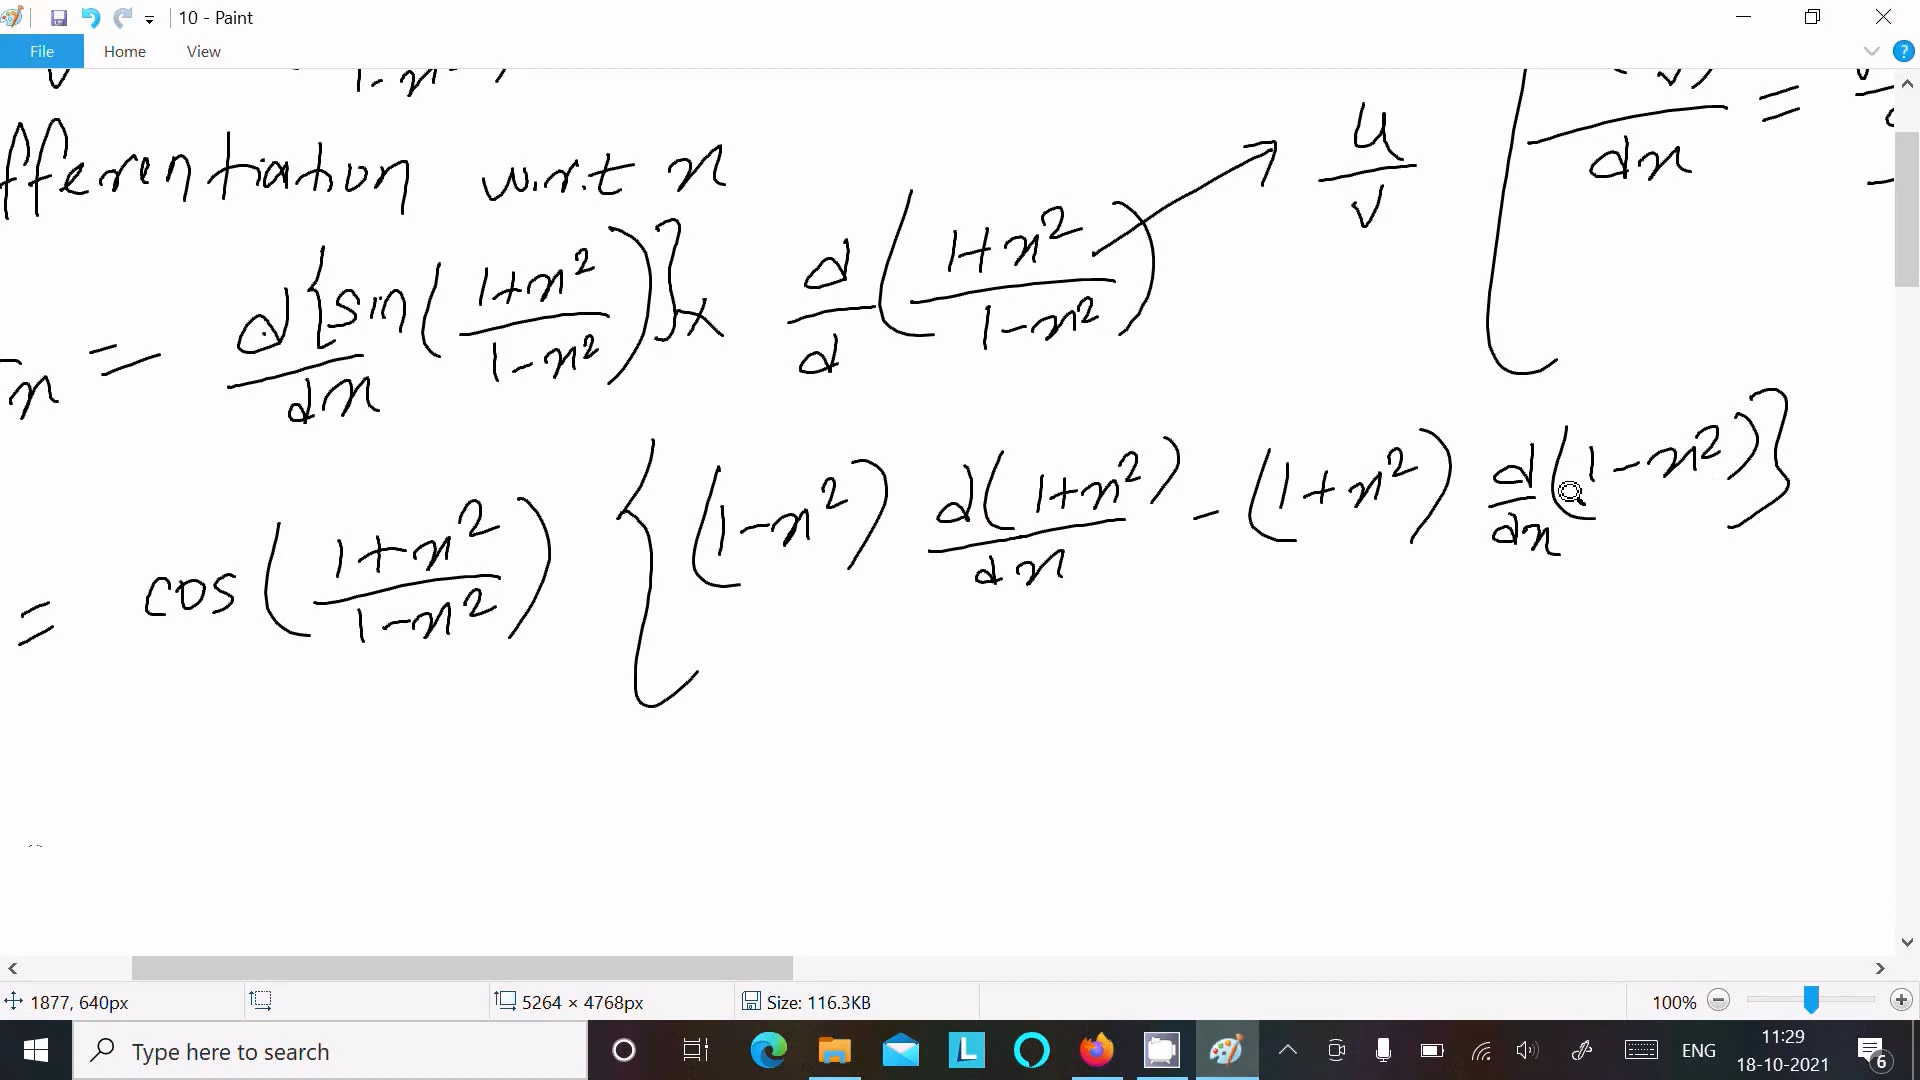 10 - Paint
File Home View
1-x²
fferentiation w.r.t x
u/v
dx =
x = d{sin((1+x²)/(1-x²))}/dx × d/d((1+x²)/(1-x²))
= cos((1+x²)/(1-x²)) { (1-x²) d(1+x²)/dx - (1+x²) d/dx(1-x²)}
1877, 640px 5264 × 4768px Size: 116.3KB 100%
Type here to search L ENG 11:29
18-10-2021 6